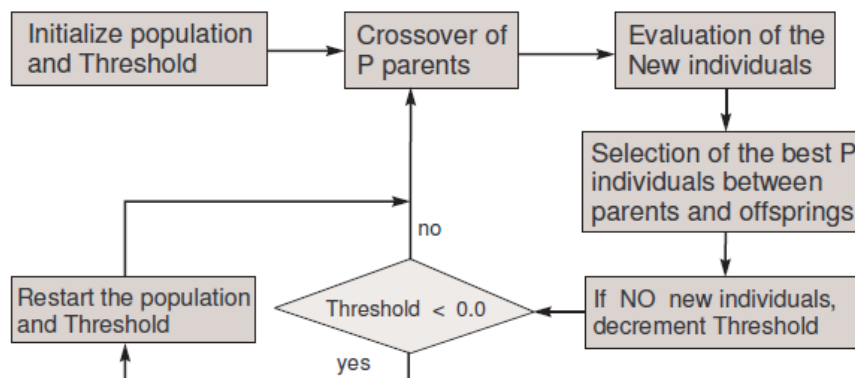 Initialize population
and Threshold
Crossover of
P parents
Evaluation of the
New individuals
Selection of the best P
individuals between
parents and offsprings
If NO new individuals,
decrement Threshold
Threshold < 0.0
no
yes
Restart the population
and Threshold